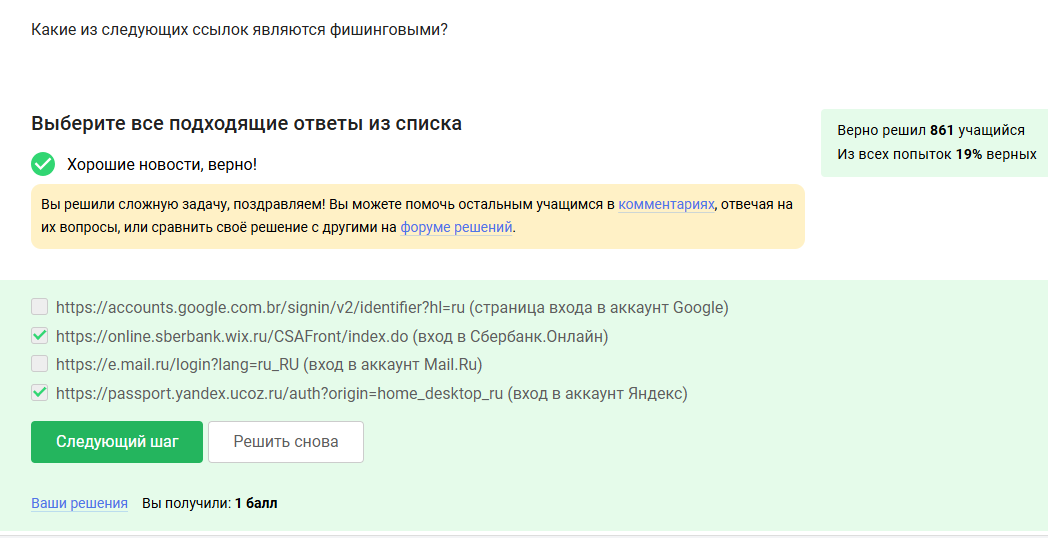 Какие из следующих ссылок являются фишинговыми?
Выберите все подходящие ответы из списка
Верно решил 861 учащийся
Из всех попыток 19% верных
Хорошие новости, верно!
Вы решили сложную задачу, поздравляем! Вы можете помочь остальным учащимся в комментариях, отвечая на
их вопросы, или сравнить своё решение с другими на форуме решений.
https://accounts.google.com.br/signin/v2/identifier?hl=ru (страница входа в аккаунт Google)
https://online.sberbank.wix.ru/CSAFront/index.do (вход в Сбербанк.Онлайн)
https://e.mail.ru/login?lang=ru_RU (вход в аккаунт Mail.Ru)
https://passport.yandex.ucoz.ru/auth?origin=home_desktop_ru (вход в аккаунт Яндекс)
Следующий шаг
Решить снова
Ваши решения Вы получили: 1 балл